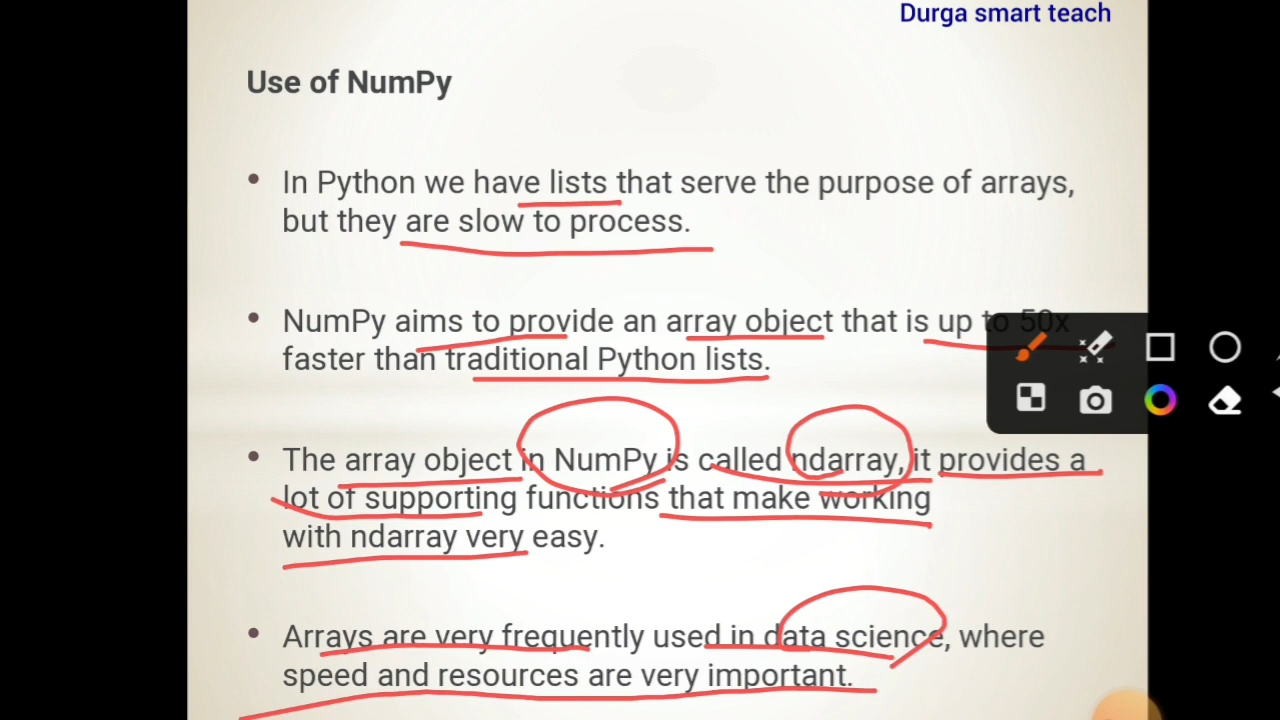 Durga smart teach
Use of NumPy
• In Python we have lists that serve the purpose of arrays,
but they are slow to process.
• NumPy aims to provide an array object that is up to 50x
faster than traditional Python lists.
• The array object in NumPy is called ndarray, it provides a
lot of supporting functions that make working
with ndarray very easy.
• Arrays are very frequently used in data science, where
speed and resources are very important.